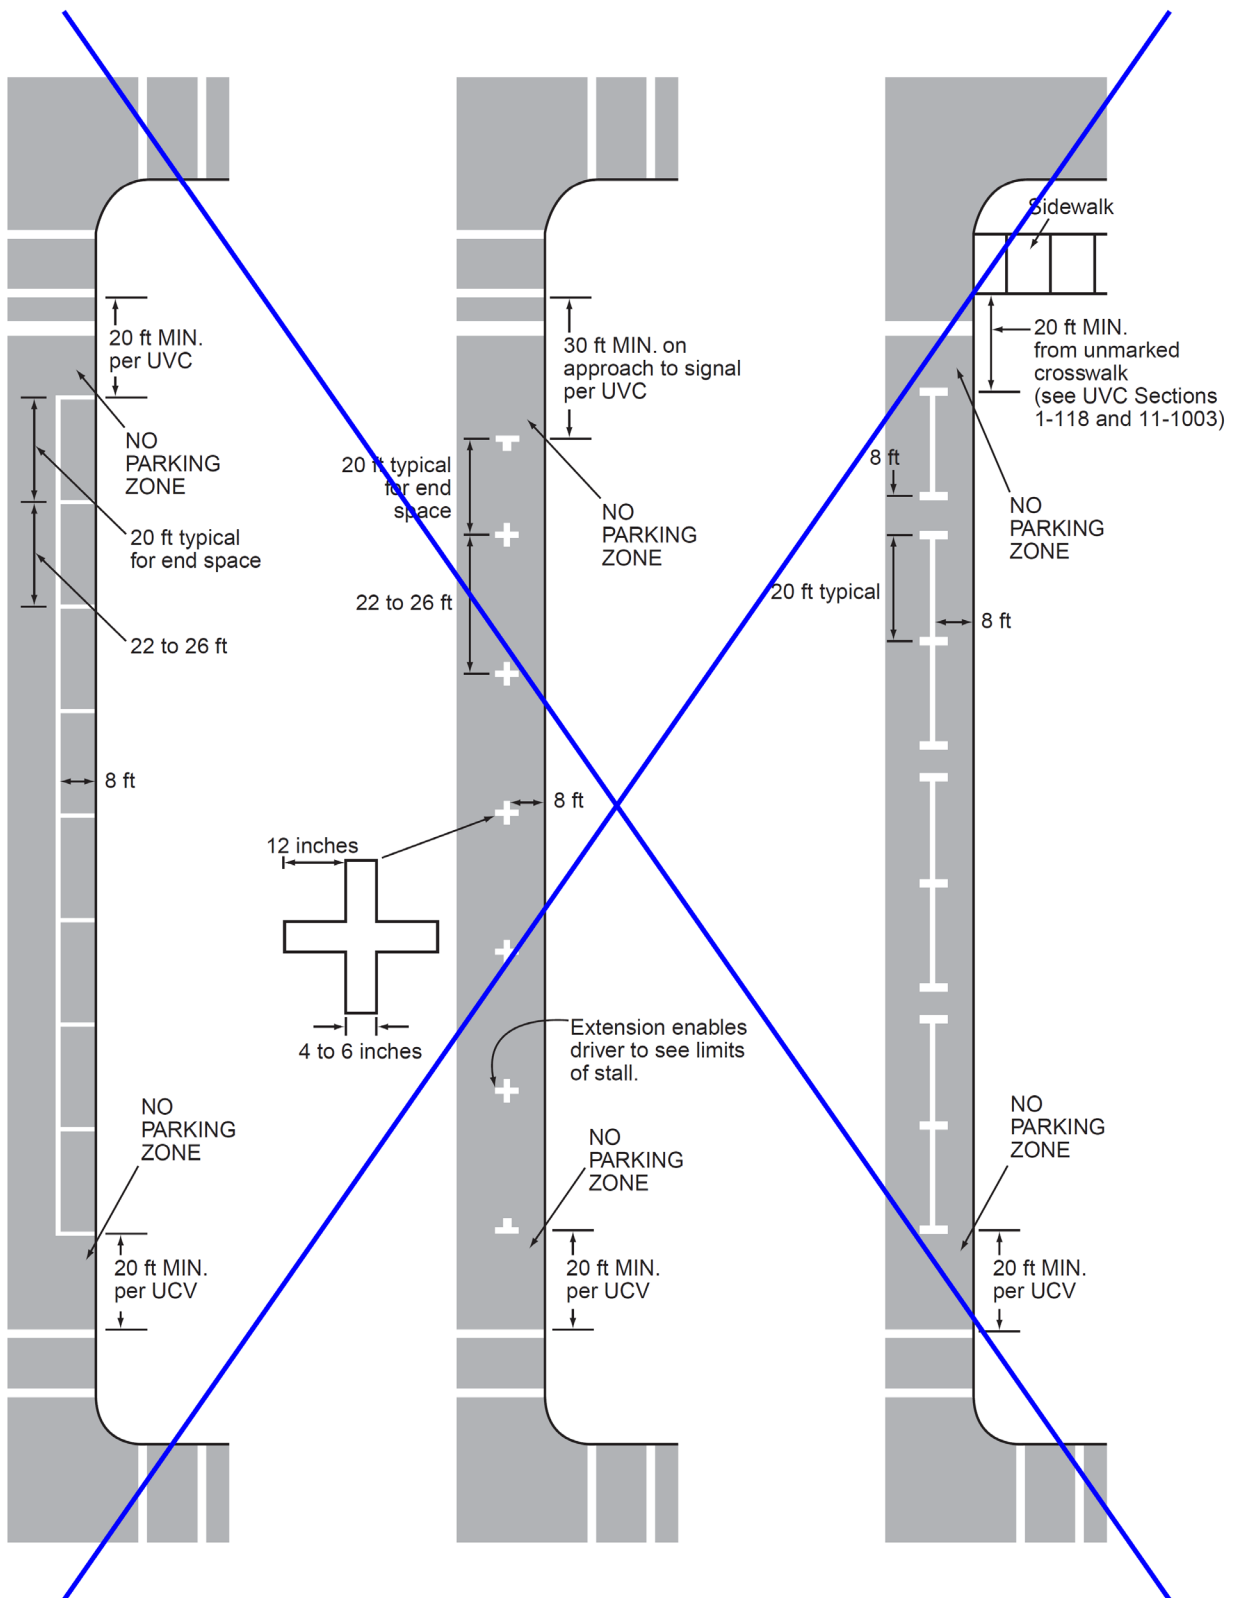 20 ft MIN.
per UVC
NO
PARKING
ZONE
20 ft typical
for end space
22 to 26 ft
8 ft
NO
PARKING
ZONE
20 ft MIN.
per UCV
30 ft MIN. on
approach to signal
per UVC
20 ft typical
for end
space
NO
PARKING
ZONE
22 to 26 ft
8 ft
12 inches
4 to 6 inches
Extension enables
driver to see limits
of stall.
NO
PARKING
ZONE
20 ft MIN.
per UCV
Sidewalk
20 ft MIN.
from unmarked
crosswalk
(see UVC Sections
1-118 and 11-1003)
8 ft
NO
PARKING
ZONE
20 ft typical
8 ft
NO
PARKING
ZONE
20 ft MIN.
per UCV